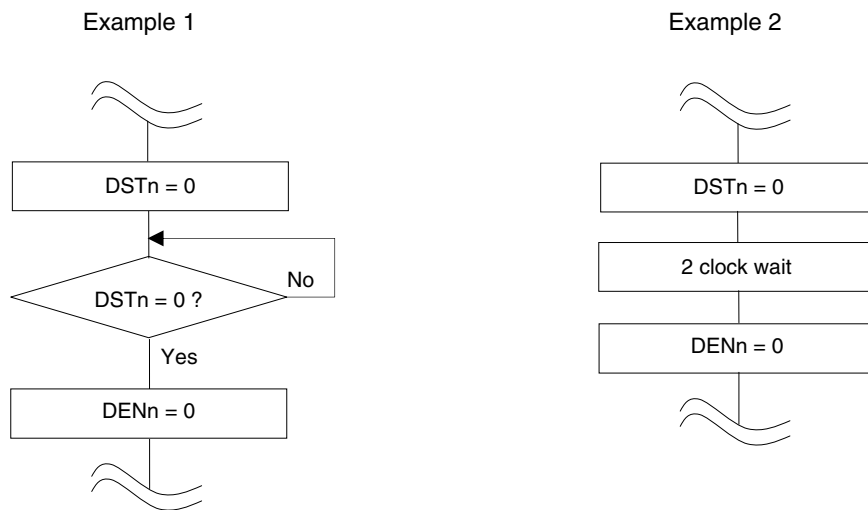 Example 1
DSTn = 0
DSTn = 0 ?
No
Yes
DENn = 0
Example 2
DSTn = 0
2 clock wait
DENn = 0